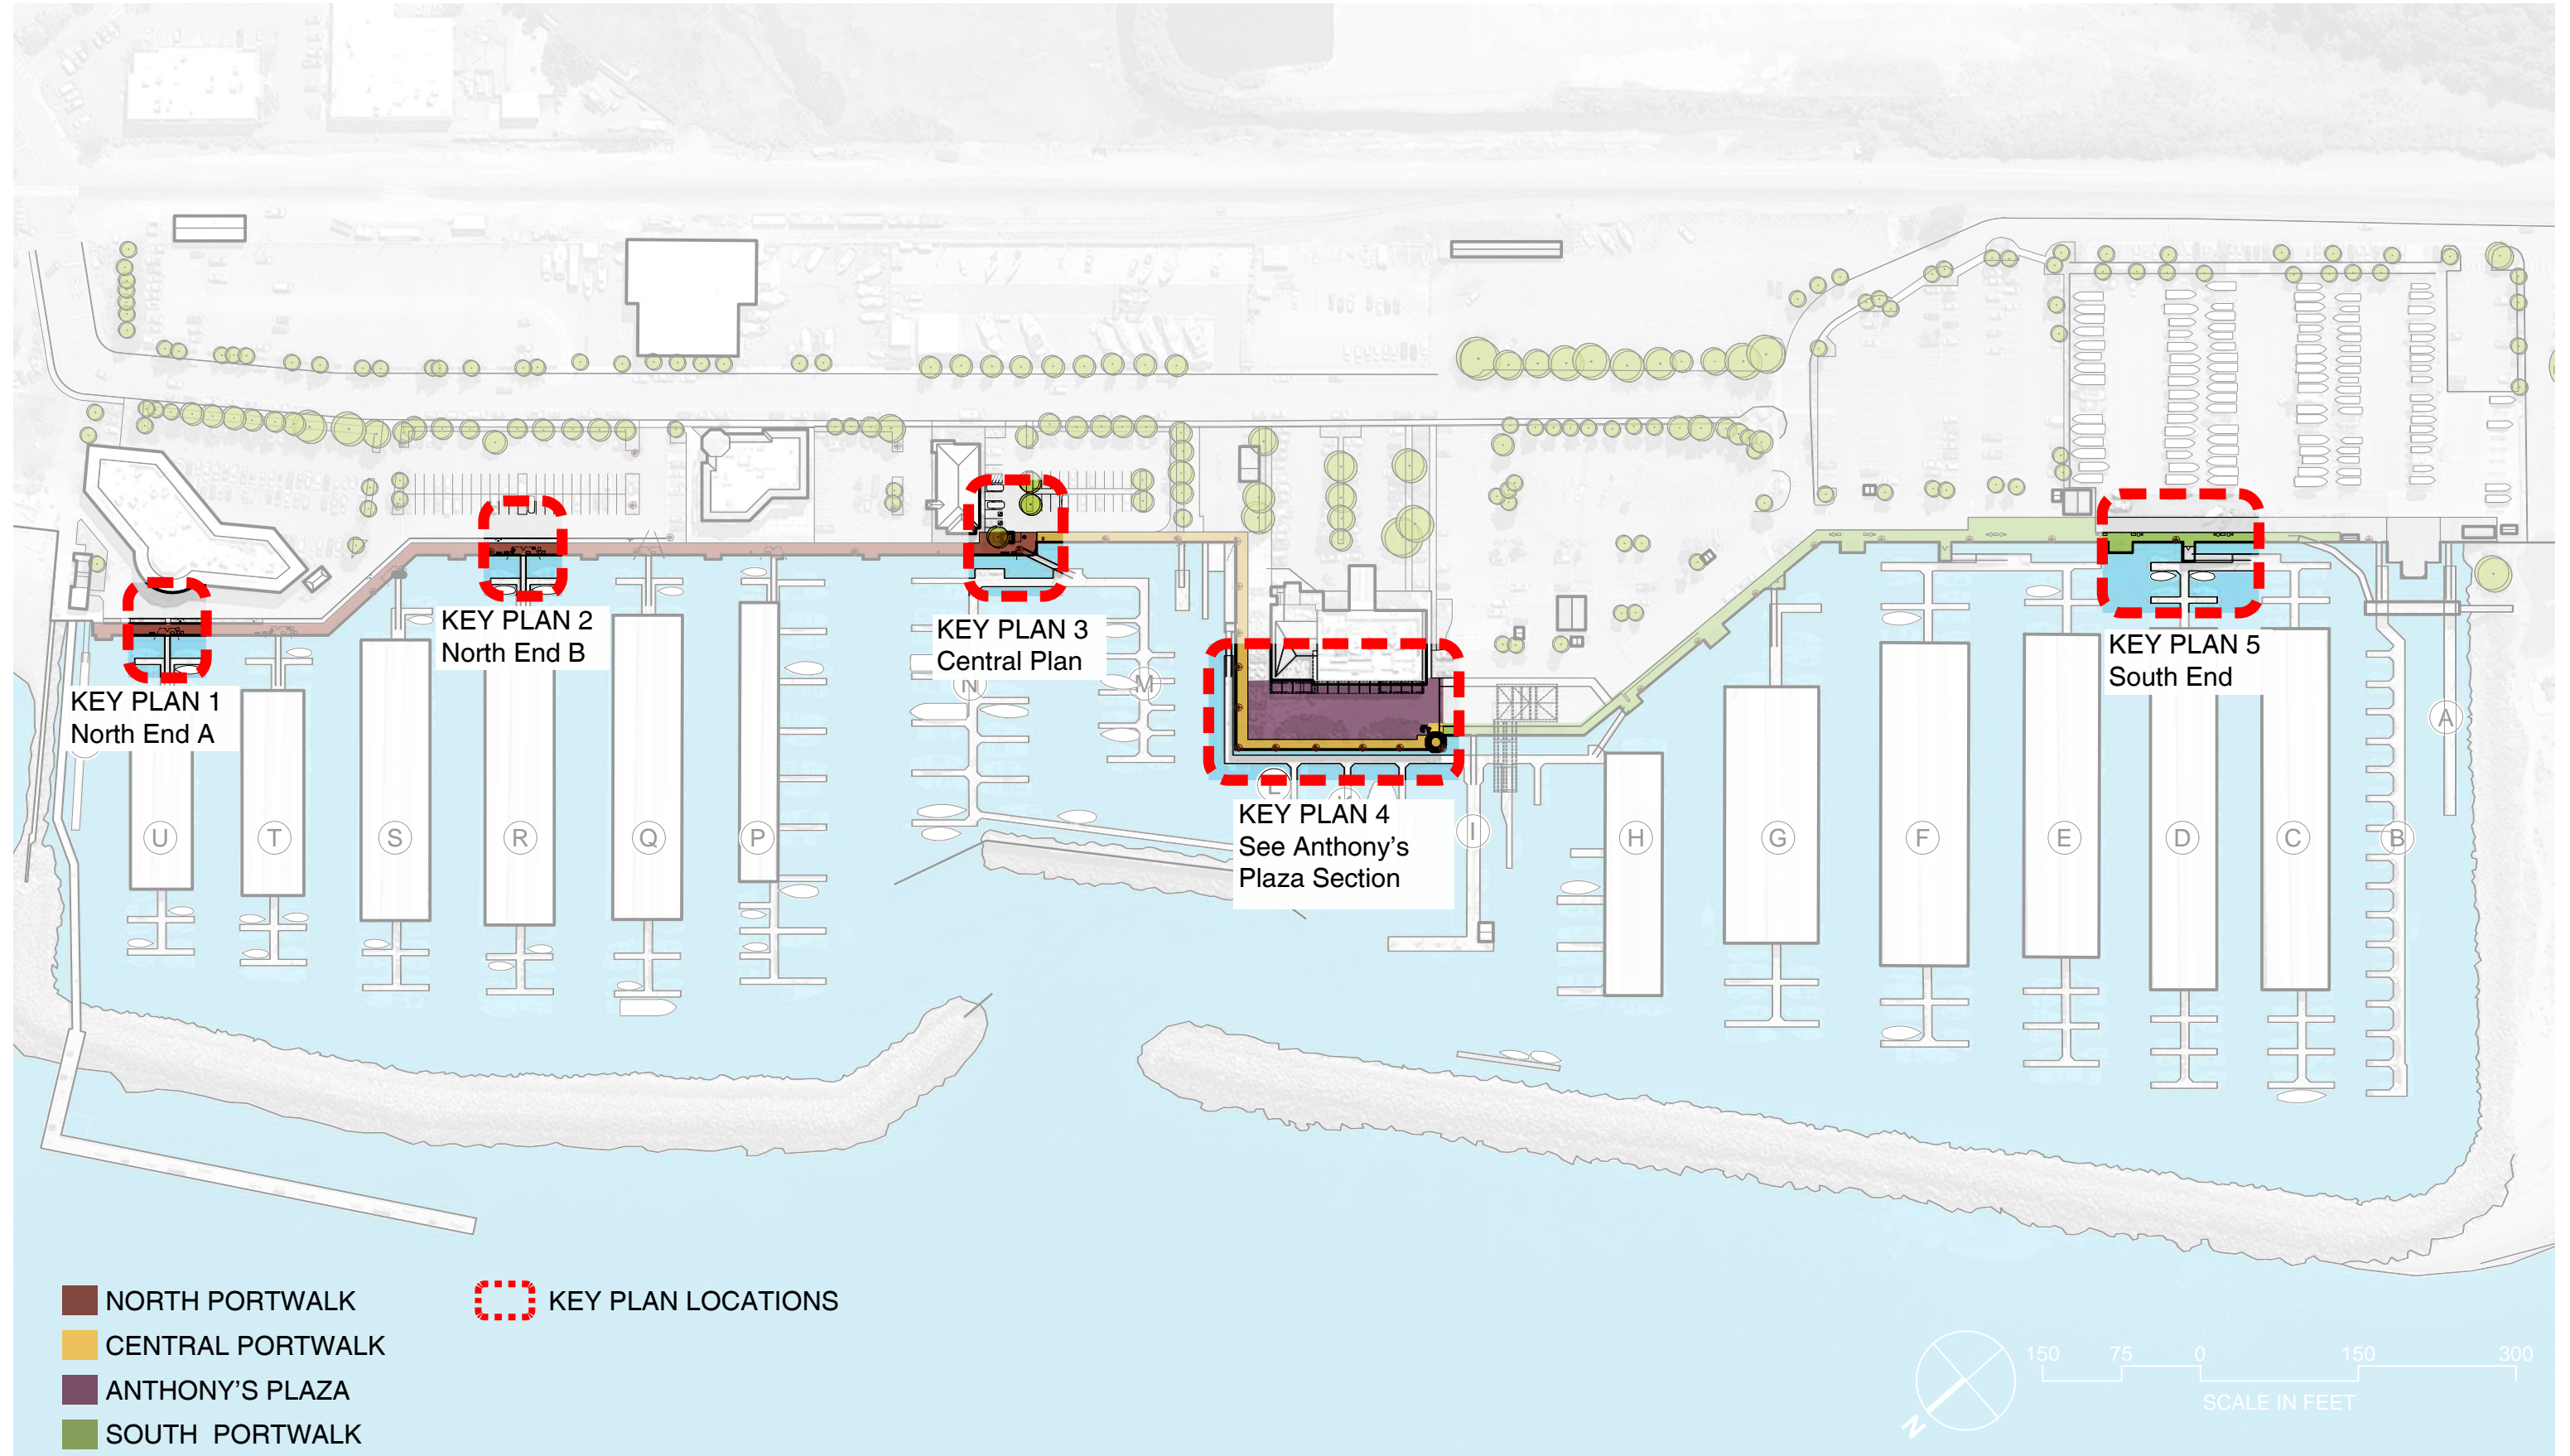 KEY PLAN 1
North End A
KEY PLAN 2
North End B
KEY PLAN 3
Central Plan
KEY PLAN 4
See Anthony's
Plaza Section
KEY PLAN 5
South End
U
T
S
R
Q
P
N
M
L
I
H
G
F
E
D
C
B
A
NORTH PORTWALK
CENTRAL PORTWALK
ANTHONY'S PLAZA
SOUTH PORTWALK
KEY PLAN LOCATIONS
N
150 75 0 150 300
SCALE IN FEET